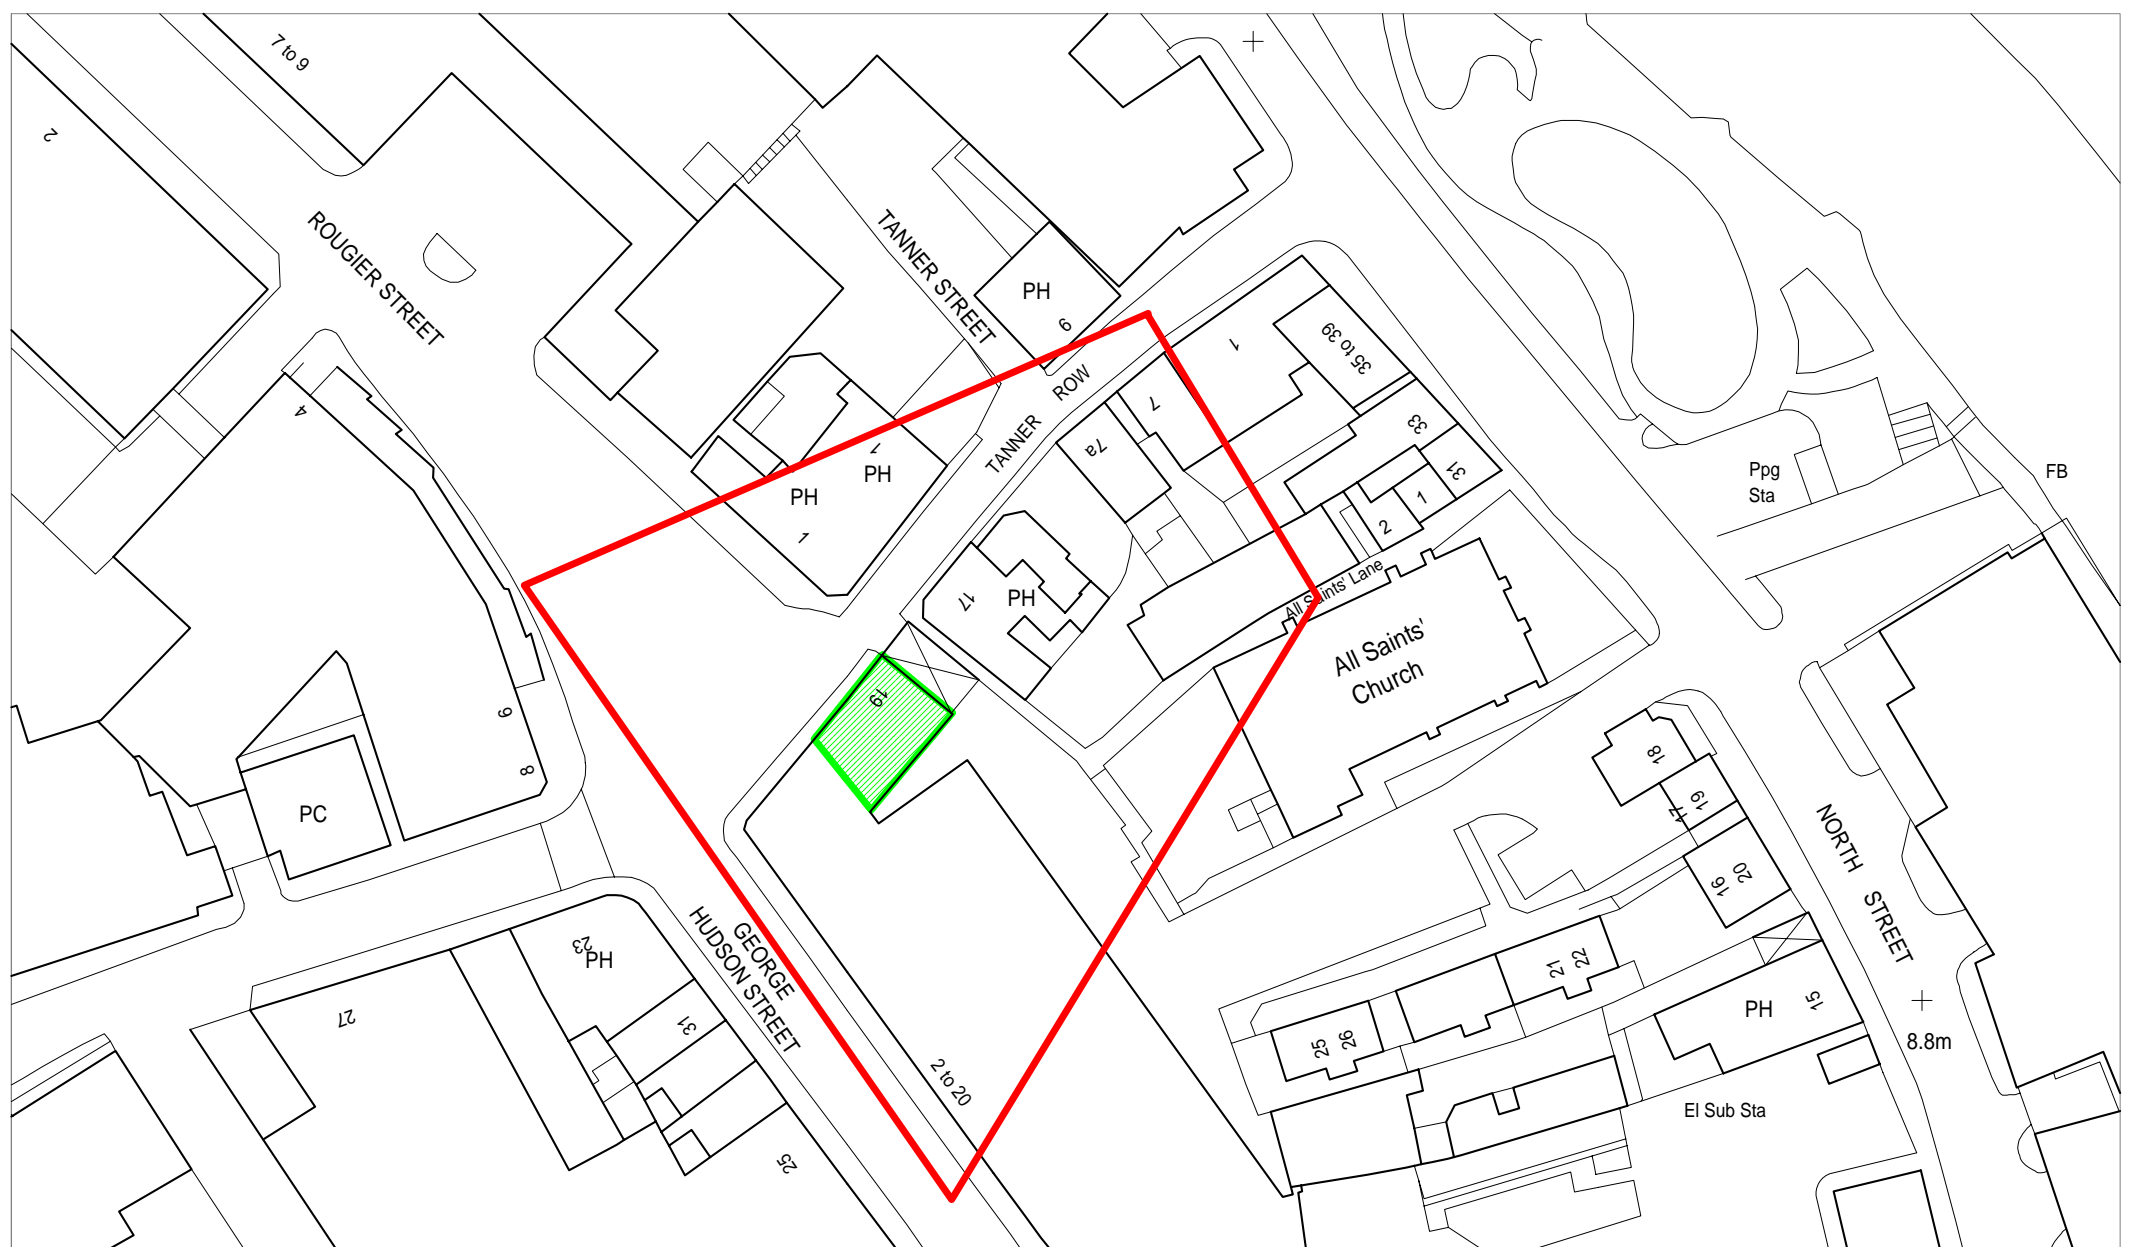 7 to 9
2
ROUGIER STREET
TANNER STREET
PH
9
TANNER
ROW
1
35 to 39
7
7a
33
31
1
2
PH
1
PH
1
4
Ppg
Sta
FB
17
PH
All Saints' Lane
All Saints'
Church
19
9
8
PC
18
19
17
20
16
NORTH STREET
23
PH
GEORGE
HUDSON STREET
31
27
25
2 to 20
22
21
26
25
PH
15
8.8m
El Sub Sta